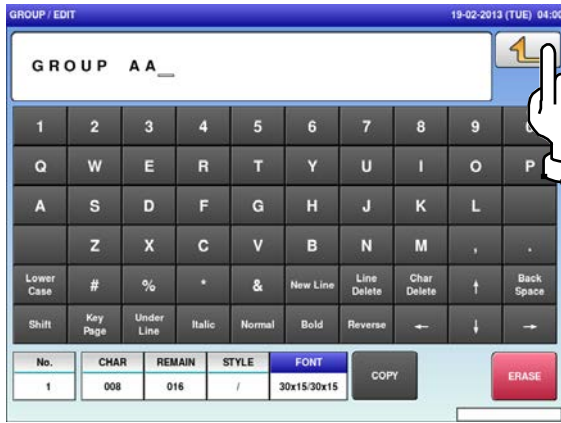 GROUP / EDIT 19-02-2013 (TUE) 04:00
GROUP AA_
1 2 3 4 5 6 7 8 9
Q W E R T Y U I O P
A S D F G H J K L
Z X C V B N M , .
Lower Case # % * & New Line Line Delete Char Delete ↑ Back Space
Shift Key Page Under Line Italic Normal Bold Reverse ← ↓ →
No. CHAR REMAIN STYLE FONT COPY ERASE
1 008 016 / 30x15/30x15